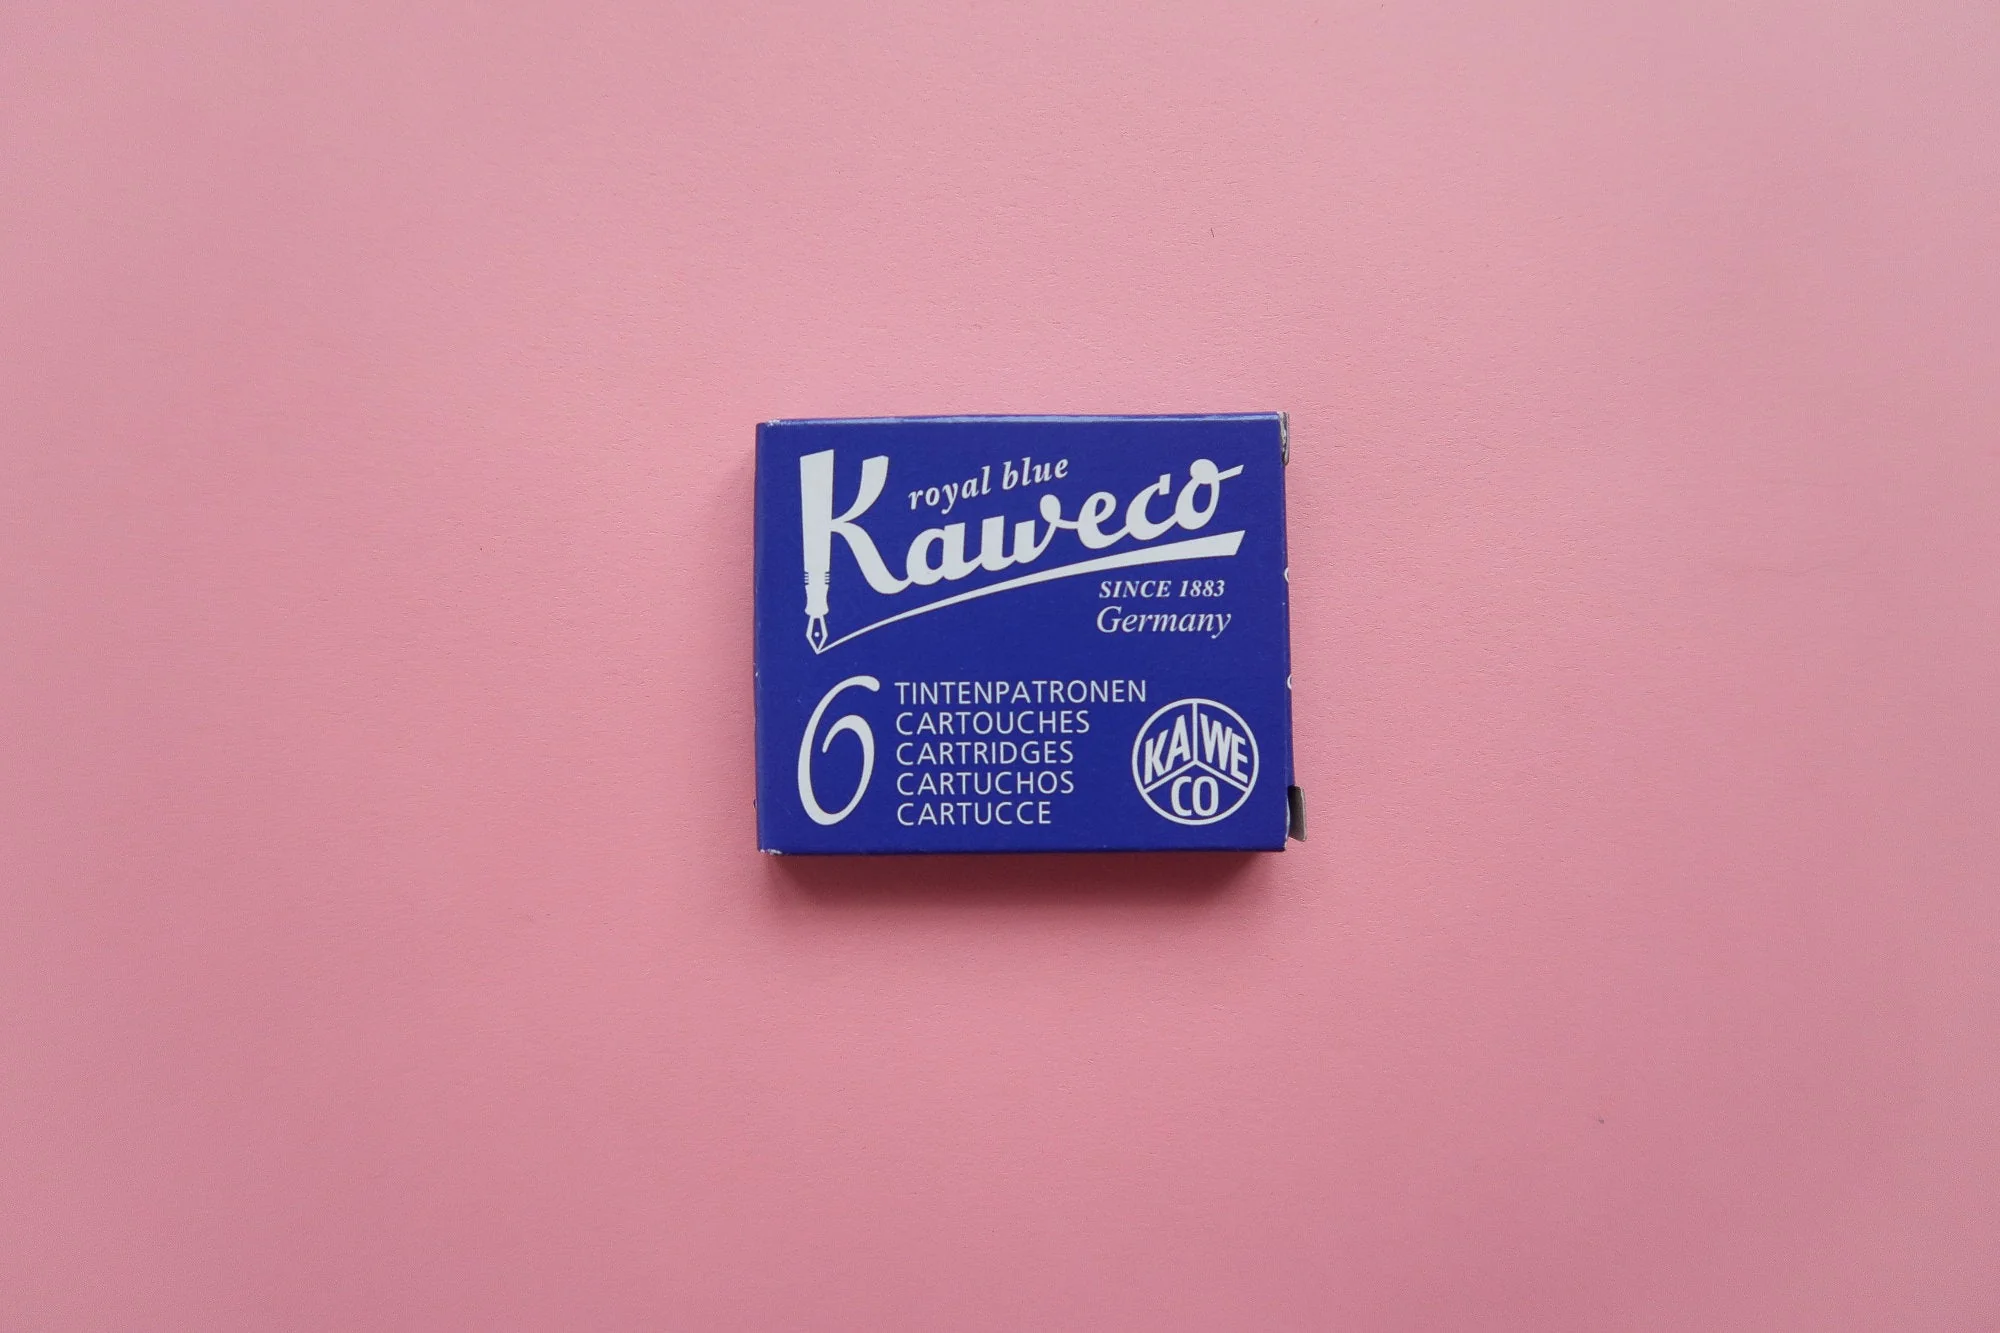 royal blue
Kaweco
SINCE 1883
Germany
6
TINTENPATRONEN
CARTOUCHES
CARTRIDGES
CARTUCHOS
CARTUCCE
KA WE
CO